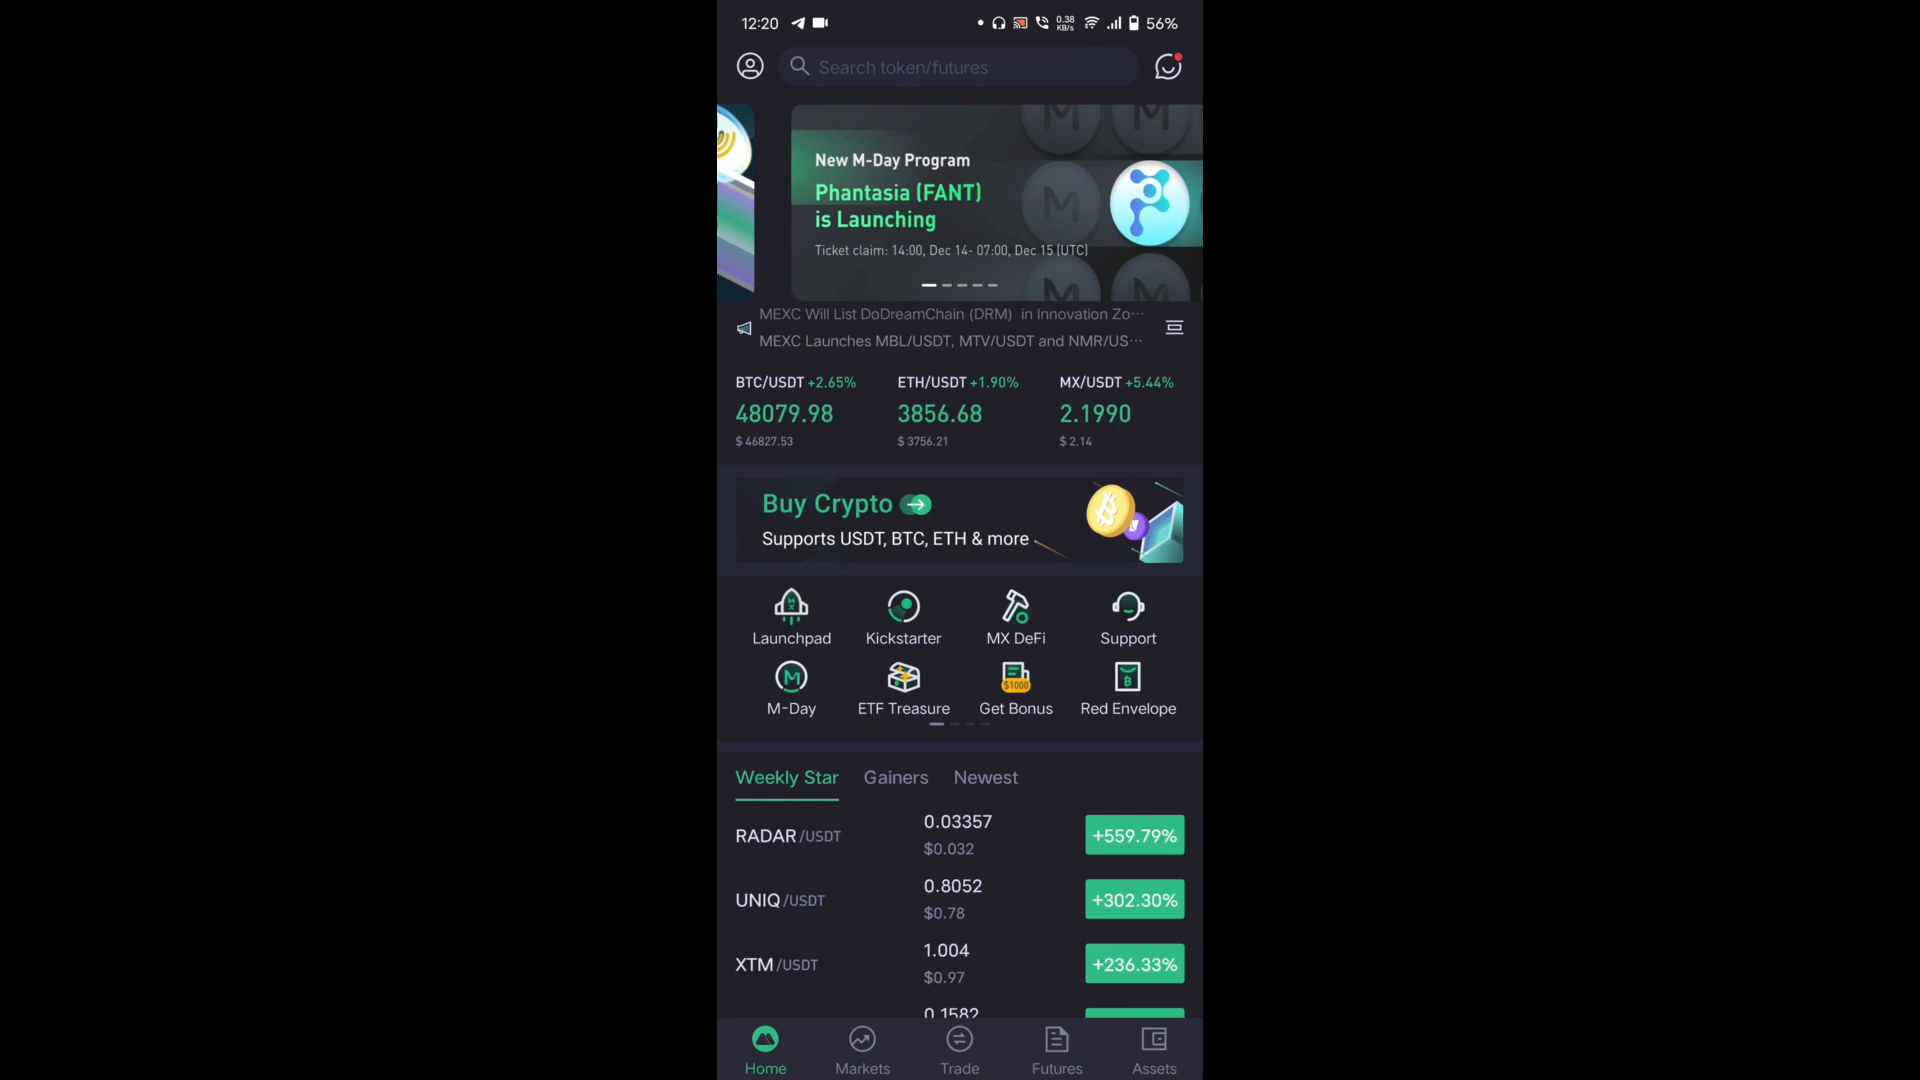 12:20
0.38
KB/s
56%
Search token/futures
New M-Day Program
Phantasia (FANT)
is Launching
Ticket claim: 14:00, Dec 14- 07:00, Dec 15 (UTC)
MEXC Will List DoDreamChain (DRM) in Innovation Zo···
MEXC Launches MBL/USDT, MTV/USDT and NMR/US···
BTC/USDT +2.65% ETH/USDT +1.90% MX/USDT +5.44%
48079.98 3856.68 2.1990
$ 46827.53 $ 3756.21 $ 2.14
Buy Crypto
Supports USDT, BTC, ETH & more
Launchpad Kickstarter MX DeFi Support
$1000
M-Day ETF Treasure Get Bonus Red Envelope
Weekly Star Gainers Newest
RADAR /USDT 0.03357 +559.79%
$0.032
UNIQ /USDT 0.8052 +302.30%
$0.78
XTM /USDT 1.004 +236.33%
$0.97
0.1582
Home Markets Trade Futures Assets